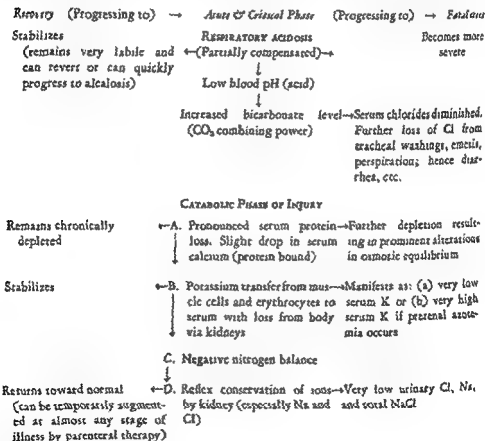 Recovery (Progressing to) → Acute & Critical Phase (Progressing to) → Fatalism
Stabilizes
(remains very labile and
can revert or can quickly
progress to alcalosis)
RESPIRATORY ACIDOSIS
←(Partially compensated)→
Becomes more
severe
↓
Low blood pH (acid)
↓
Increased bicarbonate level→Serum chlorides diminished.
(CO₂ combining power)
Further loss of Cl from
tracheal washings, emesis,
perspiration; hence diar-
rhea, etc.
CATABOLIC PHASE OF INJURY
Remains chronically
depleted
←A. Pronounced serum protein→Further depletion result-
loss. Slight drop in serum ing in prominent alterations
calcium (protein bound) in osmotic equilibrium
Stabilizes
←B. Potassium transfer from mus-→Manifests as: (a) very low
cle cells and erythrocytes to serum K or (b) very high
serum with loss from body serum K if prerenal azote-
via kidneys mia occurs
C. Negative nitrogen balance
Returns toward normal ←D. Reflex conservation of ions→Very low urinary Cl, Na,
(can be temporarily augment- by kidney (especially Na and and total NaCl
ed at almost any stage of Cl)
illness by parenteral therapy)